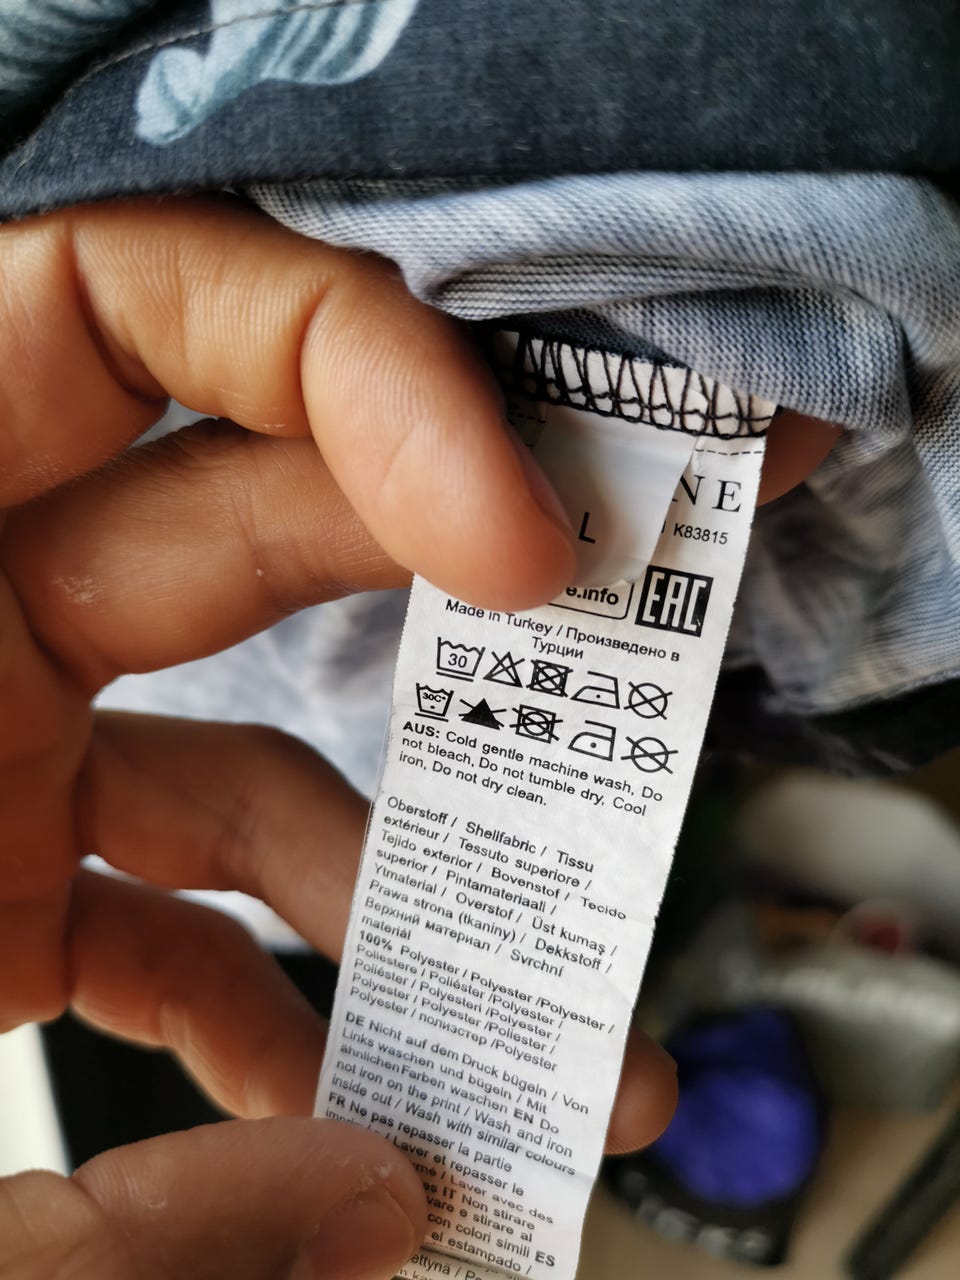 NE
L
K83815
e.info
EAC
Made in Turkey / Произведено в
Турции
30
30C°
AUS: Cold gentle machine wash, Do
not bleach, Do not tumble dry, Cool
iron, Do not dry clean.
Oberstoff / Shellfabric / Tissu
extérieur / Tessuto superiore /
Tejido exterior / Bovenstof / Tecido
superior / Pintamateriaali /
Ytmaterial / Overstof / Üst kumaş /
Prawa strona (tkaniny) / Dekkstoff /
Верхний материал / Svrchní
materiál
100% Polyester / Polyester /Polyester /
Poliestere / Poliéster /Polyester /
Poliéster / Polyesteri /Polyester /
Polyester / Polyester /Poliester /
Polyester / полиэстер /Polyester
DE Nicht auf dem Druck bügeln / Von
Links waschen und bügeln / Mit
ähnlichen Farben waschen EN Do
not iron on the print / Wash and iron
inside out / Wash with similar colours
FR Ne pas repasser la partie
/ Laver et repasser le
/ Laver avec des
IT Non stirare
e stirare al
con colori simili ES
el estampado /